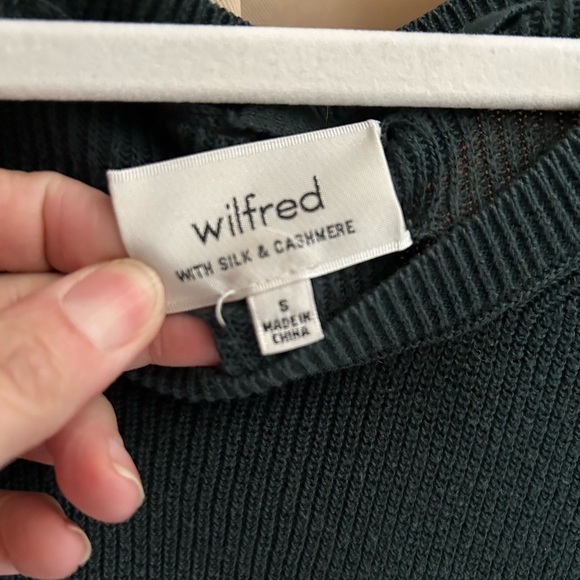 wilfred
WITH SILK & CASHMERE
S
MADE IN
CHINA